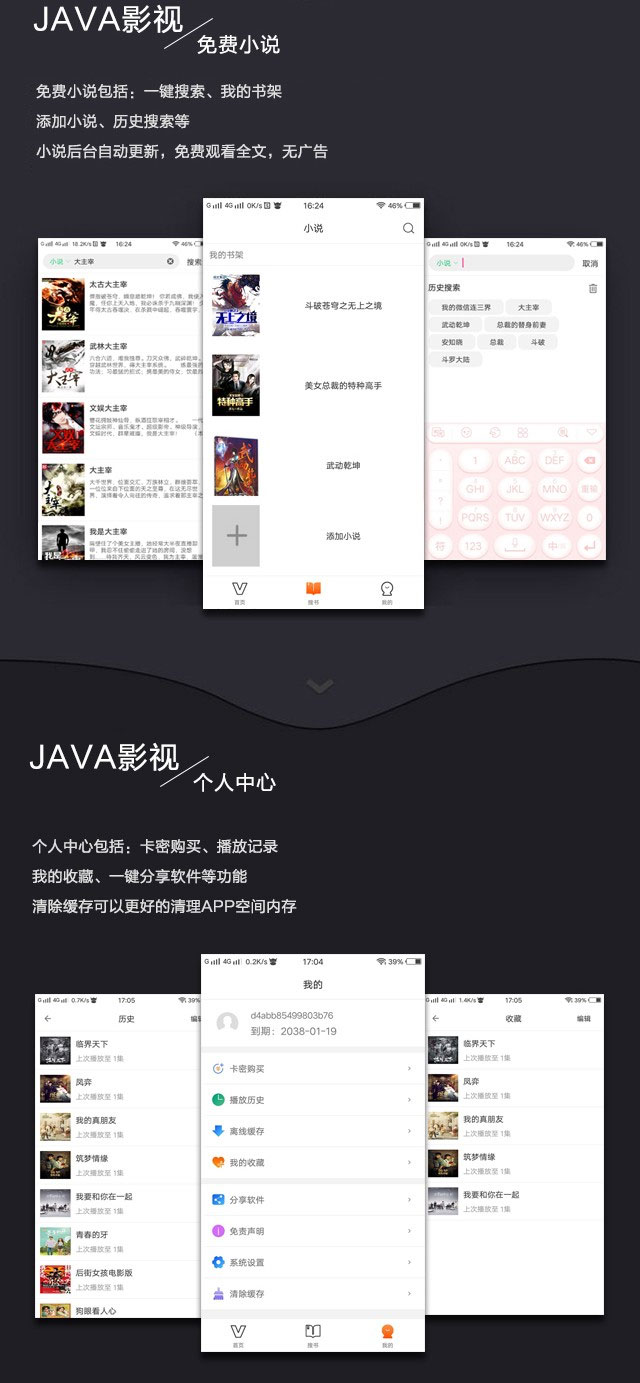 JAVA影视
免费小说
免费小说包括：一键搜索、我的书架
添加小说、历史搜索等
小说后台自动更新，免费观看全文，无广告
18.2K/s 16:24 46%
小说 大主宰
搜索
太古大主宰
武林大主宰
文娱大主宰
大主宰
我是大主宰
4G 0K/s 16:24 46%
小说
我的书架
斗破苍穹之无上之境
美女总裁的特种高手
武动乾坤
添加小说
首页
搜书
我的
4G 0K/s 16:24 46%
小说
取消
历史搜索
我的微信连三界
大主宰
武动乾坤
总裁的替身前妻
安知晓
总裁
斗破
斗罗大陆
1 ABC DEF
GHI JKL MNO 重输
PQRS TUV WXYZ 0
符 123 中
JAVA影视
个人中心
个人中心包括：卡密购买、播放记录
我的收藏、一键分享软件等功能
清除缓存可以更好的清理APP空间内存
4G 0.7K/s 17:05 39%
历史
编辑
临界天下
上次播放至 1集
凤弈
上次播放至 1集
我的真朋友
上次播放至 1集
筑梦情缘
上次播放至 1集
我要和你在一起
上次播放至 1集
青春的牙
上次播放至 1集
后街女孩电影版
上次播放至 1集
狗眼看人心
4G 0.2K/s 17:04 39%
我的
d4abb85499803b76
到期：2038-01-19
卡密购买
播放历史
离线缓存
我的收藏
分享软件
免责声明
系统设置
清除缓存
首页
搜书
我的
4G 1.4K/s 17:05 39%
收藏
编辑
临界天下
上次播放至 1集
凤弈
上次播放至 1集
我的真朋友
上次播放至 1集
筑梦情缘
上次播放至 1集
我要和你在一起
上次播放至 1集